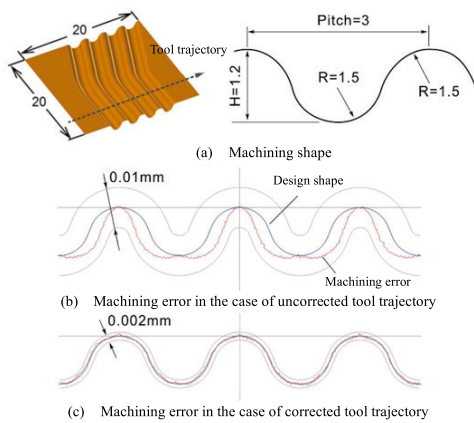 20
20
Tool trajectory
Pitch=3
H=1.2
R=1.5
R=1.5
(a) Machining shape
0.01mm
Design shape
Machining error
(b) Machining error in the case of uncorrected tool trajectory
0.002mm
(c) Machining error in the case of corrected tool trajectory